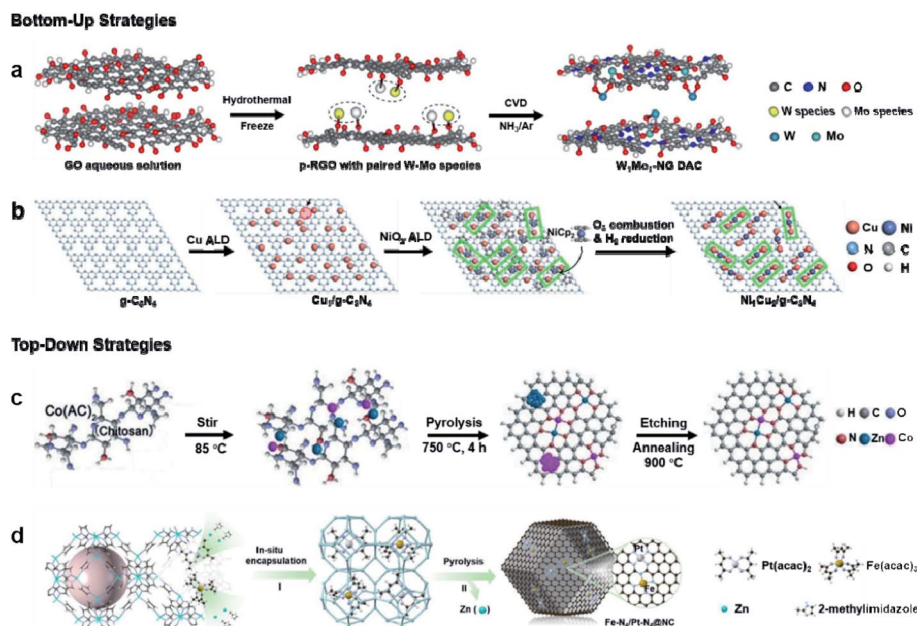 Bottom-Up Strategies
a
Hydrothermal
Freeze
CVD
NH3/Ar
GO aqueous solution
p-RGO with paired W-Mo species
W1Mo1-NG DAC
C N O
W species Mo species
W Mo
b
Cu ALD
NiOx ALD
NiCp2
O3 combustion
& H2 reduction
g-C3N4
Cu1/g-C3N4
Ni1Cu2/g-C3N4
Cu Ni
N C
O H
Top-Down Strategies
c
Co(AC)2
(Chitosan)
Stir
85 °C
Pyrolysis
750 °C, 4 h
Etching
Annealing
900 °C
H C O
N Zn Co
d
In-situ
encapsulation
I
Pyrolysis
II
Zn ( )
Pt
Fe
Fe-N4/Pt-N4@NC
Pt(acac)2 Fe(acac)3
Zn 2-methylimidazole